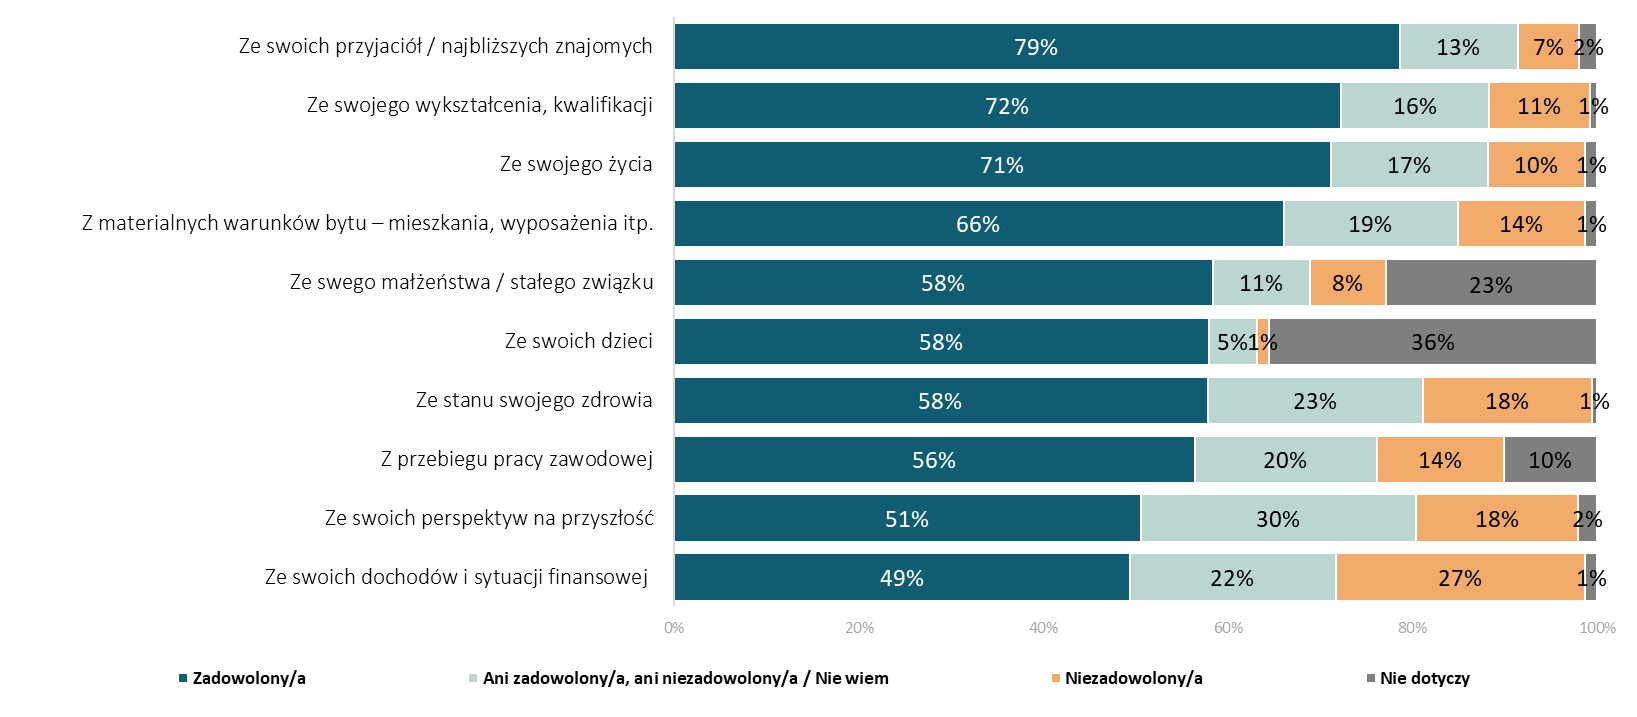 Ze swoich przyjaciół / najbliższych znajomych 79% 13% 7% 2%
Ze swojego wykształcenia, kwalifikacji 72% 16% 11% 1%
Ze swojego życia 71% 17% 10% 1%
Z materialnych warunków bytu – mieszkania, wyposażenia itp. 66% 19% 14% 1%
Ze swego małżeństwa / stałego związku 58% 11% 8% 23%
Ze swoich dzieci 58% 5% 1% 36%
Ze stanu swojego zdrowia 58% 23% 18% 1%
Z przebiegu pracy zawodowej 56% 20% 14% 10%
Ze swoich perspektyw na przyszłość 51% 30% 18% 2%
Ze swoich dochodów i sytuacji finansowej 49% 22% 27% 1%
0% 20% 40% 60% 80% 100%
Zadowolony/a Ani zadowolony/a, ani niezadowolony/a / Nie wiem Niezadowolony/a Nie dotyczy